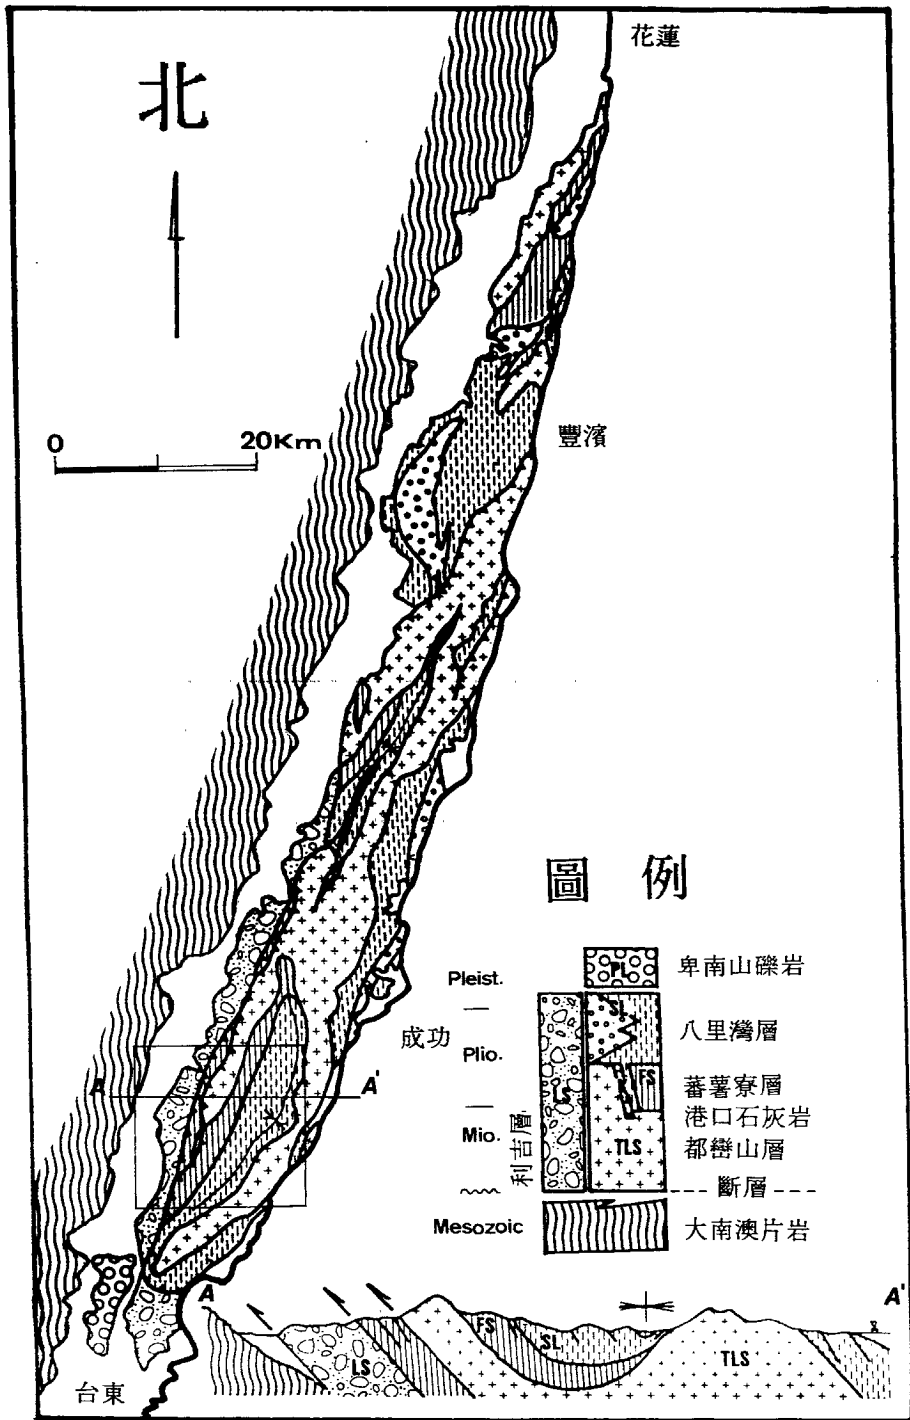 花蓮
北
0 20Km
豐濱
圖 例
Pleist.
PL
卑南山礫岩
成功
Plio.
SL
八里灣層
LS
FS
蕃薯寮層
港口石灰岩
利吉層
Mio.
TLS
都巒山層
斷層
Mesozoic
大南澳片岩
A A'
A A'
LS FS SL TLS
台東